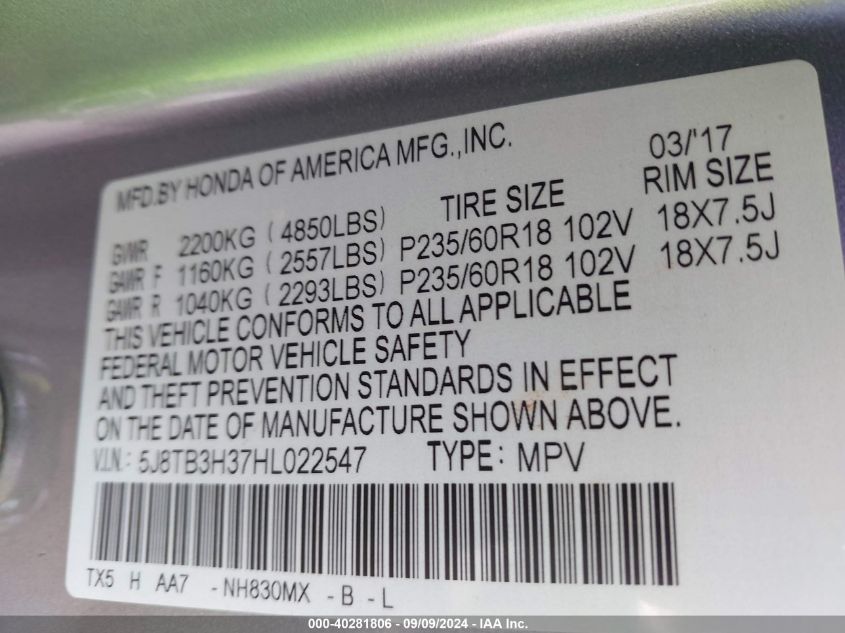 MFD.BY HONDA OF AMERICA MFG.,INC. 03/'17
TIRE SIZE RIM SIZE
GVWR 2200KG ( 4850LBS)
GAWR F 1160KG ( 2557LBS) P235/60R18 102V 18X7.5J
GAWR R 1040KG ( 2293LBS) P235/60R18 102V 18X7.5J
THIS VEHICLE CONFORMS TO ALL APPLICABLE
FEDERAL MOTOR VEHICLE SAFETY
AND THEFT PREVENTION STANDARDS IN EFFECT
ON THE DATE OF MANUFACTURE SHOWN ABOVE.
V.I.N.: 5J8TB3H37HL022547 TYPE: MPV
TX5 H AA7 -NH830MX -B -L
000-40281806 - 09/09/2024 - IAA Inc.